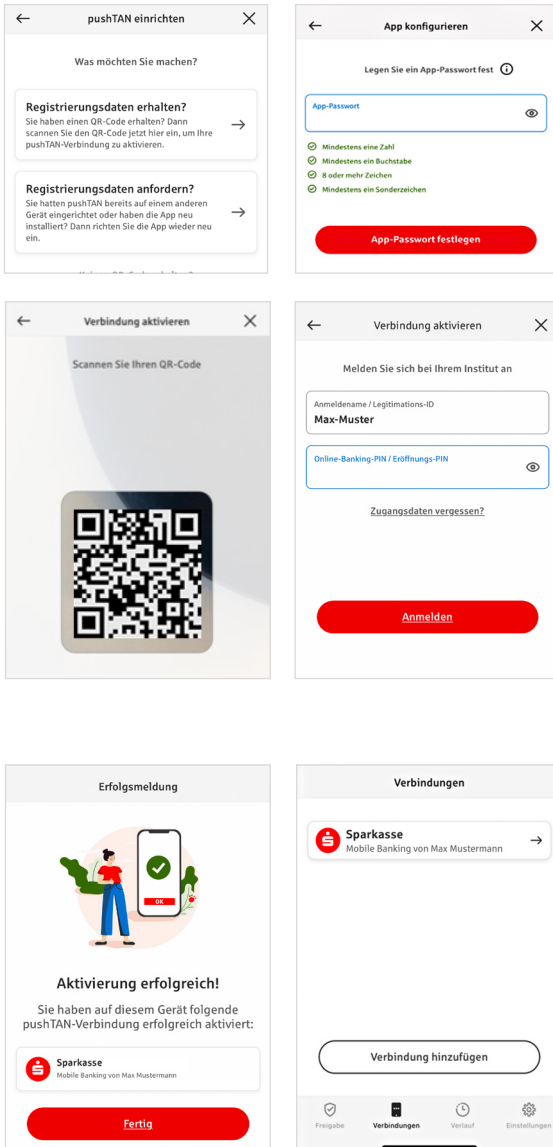 pushTAN einrichten
Was möchten Sie machen?
Registrierungsdaten erhalten?
Sie haben einen QR-Code erhalten? Dann
scannen Sie den QR-Code jetzt hier ein, um Ihre
pushTAN-Verbindung zu aktivieren.
Registrierungsdaten anfordern?
Sie hatten pushTAN bereits auf einem anderen
Gerät eingerichtet oder haben die App neu
installiert? Dann richten Sie die App wieder neu
ein.
App konfigurieren
Legen Sie ein App-Passwort fest
App-Passwort
Mindestens eine Zahl
Mindestens ein Buchstabe
8 oder mehr Zeichen
Mindestens ein Sonderzeichen
App-Passwort festlegen
Verbindung aktivieren
Scannen Sie Ihren QR-Code
Verbindung aktivieren
Melden Sie sich bei Ihrem Institut an
Anmeldename / Legitimations-ID
Max-Muster
Online-Banking-PIN / Eröffnungs-PIN
Zugangsdaten vergessen?
Anmelden
Erfolgsmeldung
OK
Aktivierung erfolgreich!
Sie haben auf diesem Gerät folgende
pushTAN-Verbindung erfolgreich aktiviert:
Sparkasse
Mobile Banking von Max Mustermann
Fertig
Verbindungen
Sparkasse
Mobile Banking von Max Mustermann
Verbindung hinzufügen
Freigabe
Verbindungen
Verlauf
Einstellungen